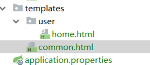 templates
user
home.html
common.html
application.properties